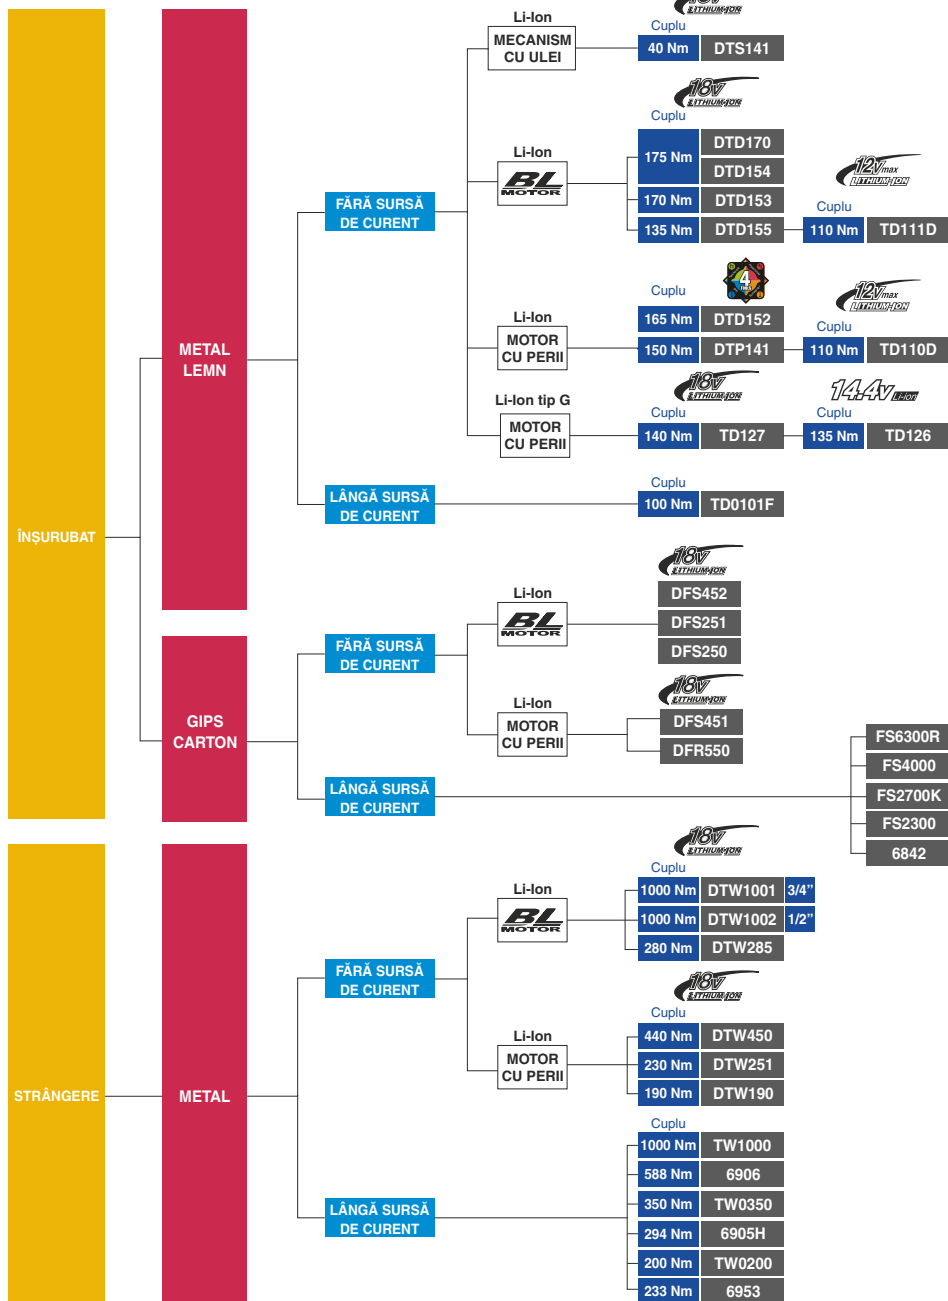 18V
LITHIUM-ION
Li-Ion
MECANISM
CU ULEI
Cuplu
40 Nm
DTS141
18V
LITHIUM-ION
Cuplu
Li-Ion
BL
MOTOR
175 Nm
DTD170
DTD154
170 Nm
DTD153
135 Nm
DTD155
12Vmax
LITHIUM-ION
Cuplu
110 Nm
TD111D
FĂRĂ SURSĂ
DE CURENT
Cuplu
4
Li-Ion
MOTOR
CU PERII
165 Nm
DTD152
150 Nm
DTP141
12Vmax
LITHIUM-ION
Cuplu
110 Nm
TD110D
METAL
LEMN
Li-Ion tip G
MOTOR
CU PERII
18V
LITHIUM-ION
Cuplu
140 Nm
TD127
14.4V Li-Ion
Cuplu
135 Nm
TD126
LÂNGĂ SURSĂ
DE CURENT
Cuplu
100 Nm
TD0101F
ÎNȘURUBAT
18V
LITHIUM-ION
Li-Ion
BL
MOTOR
DFS452
DFS251
DFS250
FĂRĂ SURSĂ
DE CURENT
GIPS
CARTON
Li-Ion
MOTOR
CU PERII
18V
LITHIUM-ION
DFS451
DFR550
LÂNGĂ SURSĂ
DE CURENT
FS6300R
FS4000
FS2700K
FS2300
6842
18V
LITHIUM-ION
Cuplu
Li-Ion
BL
MOTOR
1000 Nm
DTW1001
3/4”
1000 Nm
DTW1002
1/2”
280 Nm
DTW285
FĂRĂ SURSĂ
DE CURENT
18V
LITHIUM-ION
Cuplu
Li-Ion
MOTOR
CU PERII
440 Nm
DTW450
230 Nm
DTW251
190 Nm
DTW190
STRÂNGERE
METAL
Cuplu
1000 Nm
TW1000
588 Nm
6906
350 Nm
TW0350
LÂNGĂ SURSĂ
DE CURENT
294 Nm
6905H
200 Nm
TW0200
233 Nm
6953